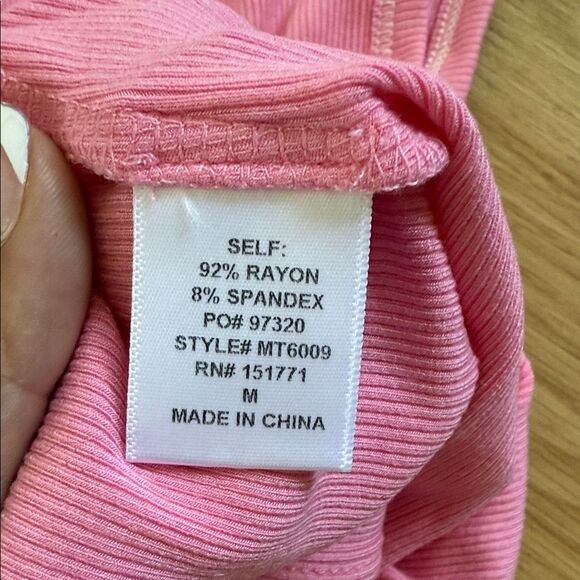 SELF:
92% RAYON
8% SPANDEX
PO# 97320
STYLE# MT6009
RN# 151771
M
MADE IN CHINA